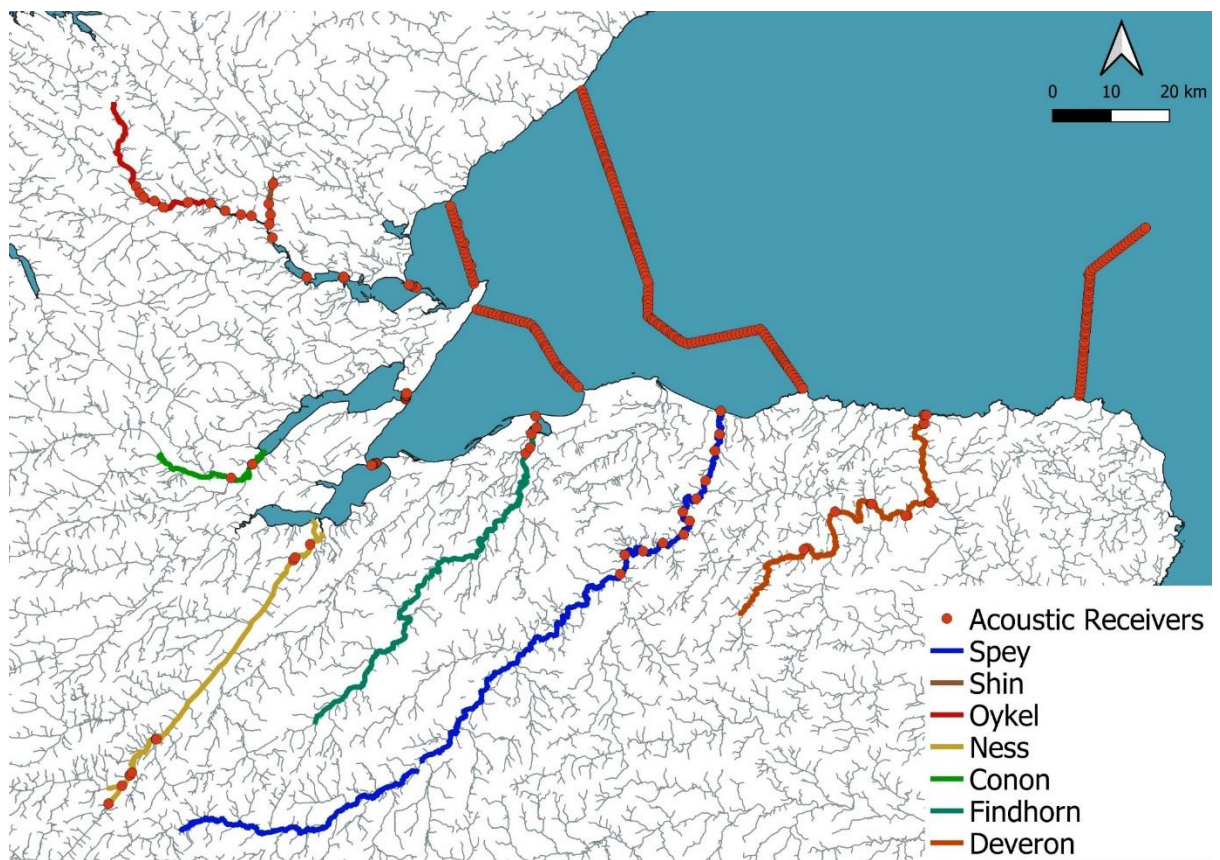 0 10 20 km
Acoustic Receivers
Spey
Shin
Oykel
Ness
Conon
Findhorn
Deveron